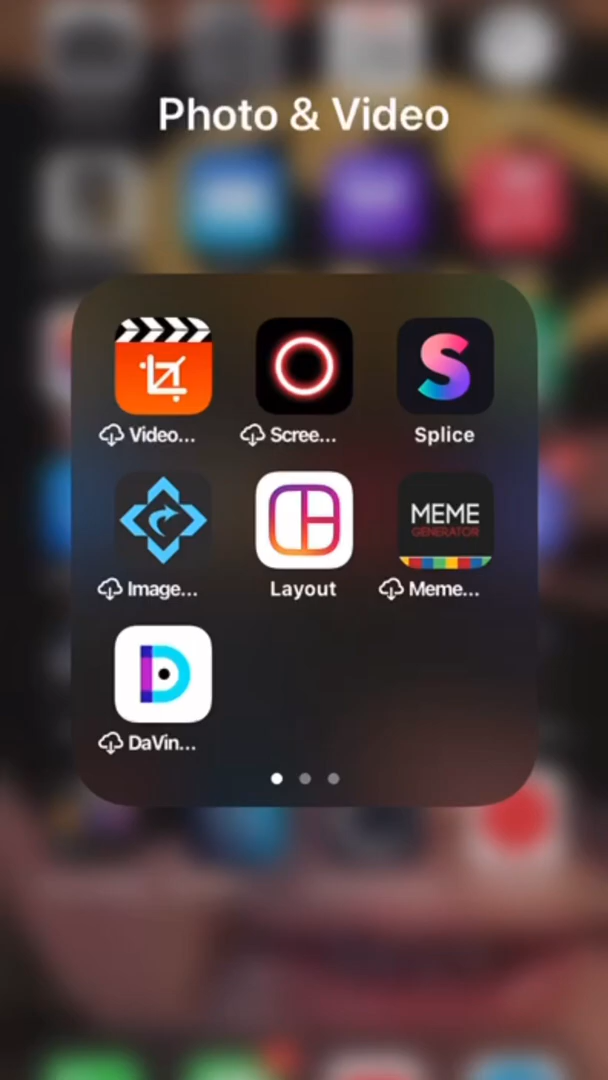 Photo & Video
Video...
Scree...
Splice
MEME
GENERATOR
Image...
Layout
Meme...
DaVin...